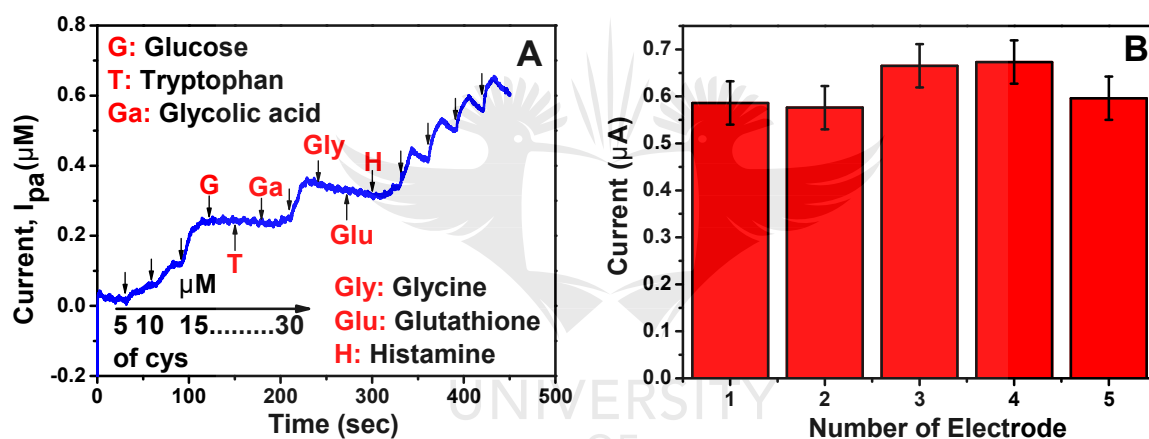 A
G: Glucose
T: Tryptophan
Ga: Glycolic acid
Gly
G
Ga
H
T
Glu
µM
5 10 15.........30
of cys
Gly: Glycine
Glu: Glutathione
H: Histamine
Current, Ipa(µM)
0.8
0.6
0.4
0.2
0.0
-0.2
0 100 200 300 400 500
Time (sec)
B
Current (µA)
0.7
0.6
0.5
0.4
0.3
0.2
0.1
0.0
1 2 3 4 5
Number of Electrode
UNIVERSITY
OF